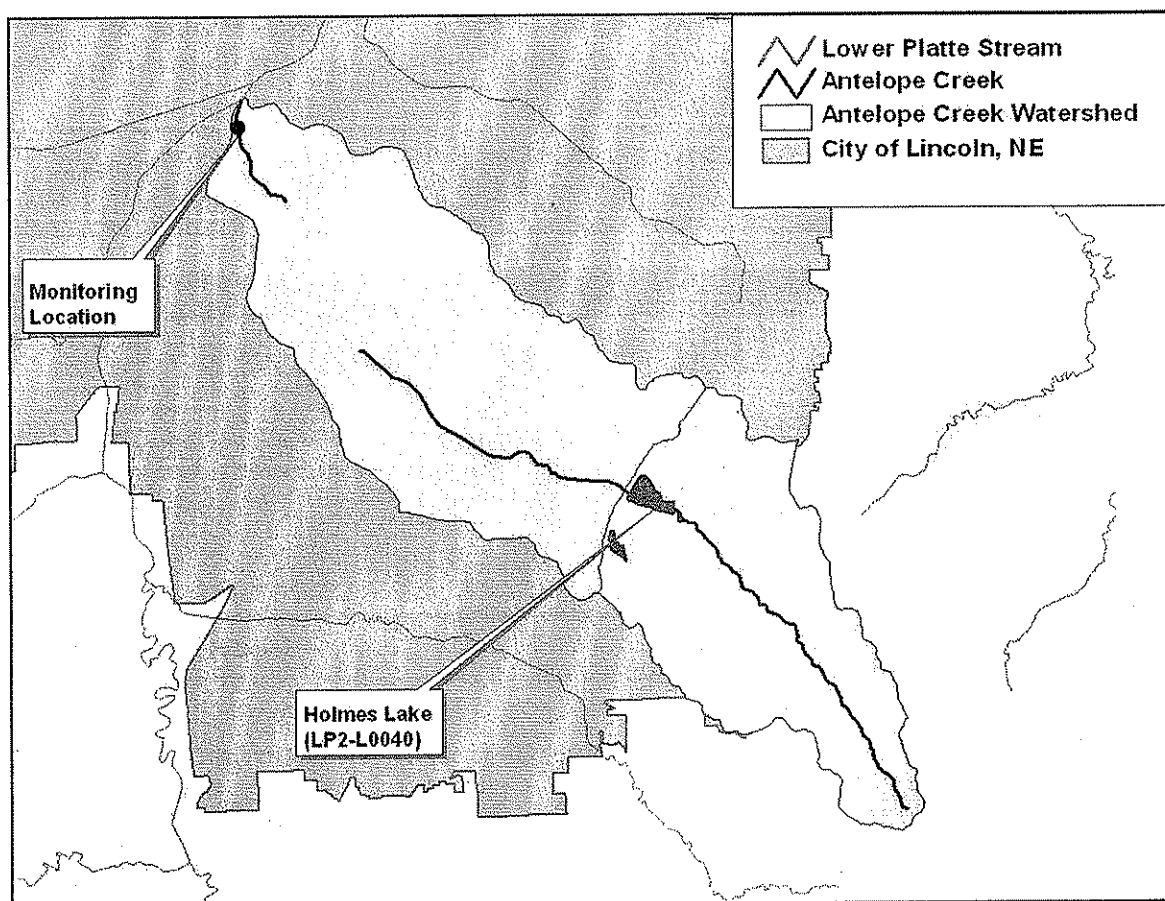 Lower Platte Stream
Antelope Creek
Antelope Creek Watershed
City of Lincoln, NE
Monitoring
Location
Holmes Lake
(LP2-L0040)